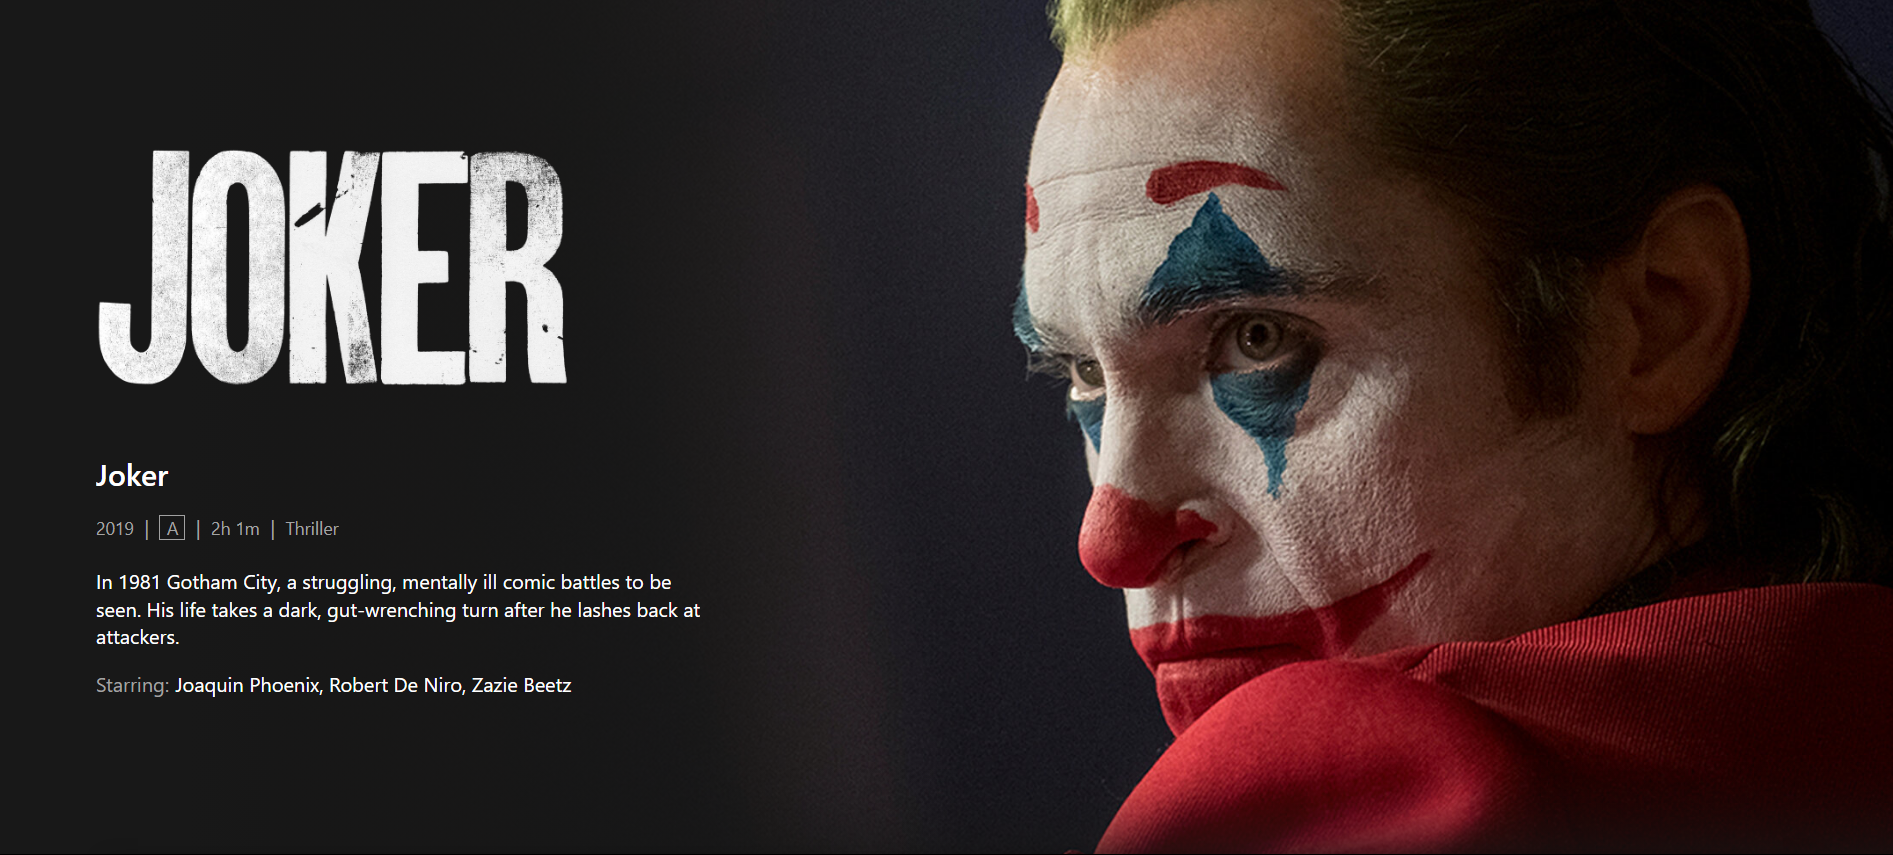 JOKER
Joker
2019 | A | 2h 1m | Thriller
In 1981 Gotham City, a struggling, mentally ill comic battles to be
seen. His life takes a dark, gut-wrenching turn after he lashes back at
attackers.
Starring: Joaquin Phoenix, Robert De Niro, Zazie Beetz